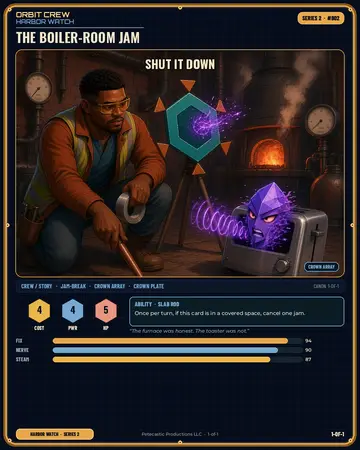 ORBIT CREW
HARBOR WATCH
SERIES 2 · #802
THE BOILER-ROOM JAM
SHUT IT DOWN
CROWN ARRAY
CREW / STORY · JAM-BREAK · CROWN ARRAY · CROWN PLATE
CANON 1-OF-1
4
COST
4
PWR
5
HP
ABILITY · SLAB ROD
Once per turn, if this card is in a covered space, cancel one jam.
"The furnace was honest. The toaster was not."
FIX 94
NERVE 90
STEAM 87
HARBOR WATCH · SERIES 2
Petecastic Productions LLC · 1-of-1
1-OF-1